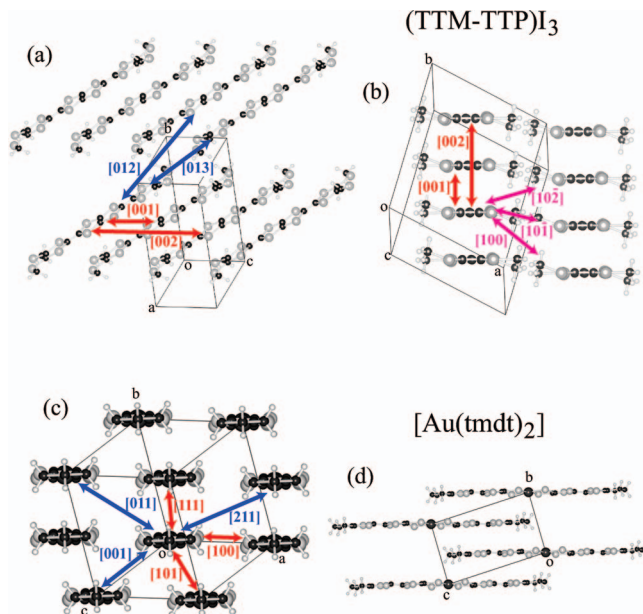 (TTM-TTP)I₃
(a)
b
[012]
[013]
[001]
[002]
o
c
a
(b)
b
[002]
[001]
[102̅]
[101̅]
[100]
o
c
a
(c)
b
[011]
[111]
[211]
[001]
o
[100]
[101]
a
c
[Au(tmdt)₂]
(d)
b
o
c